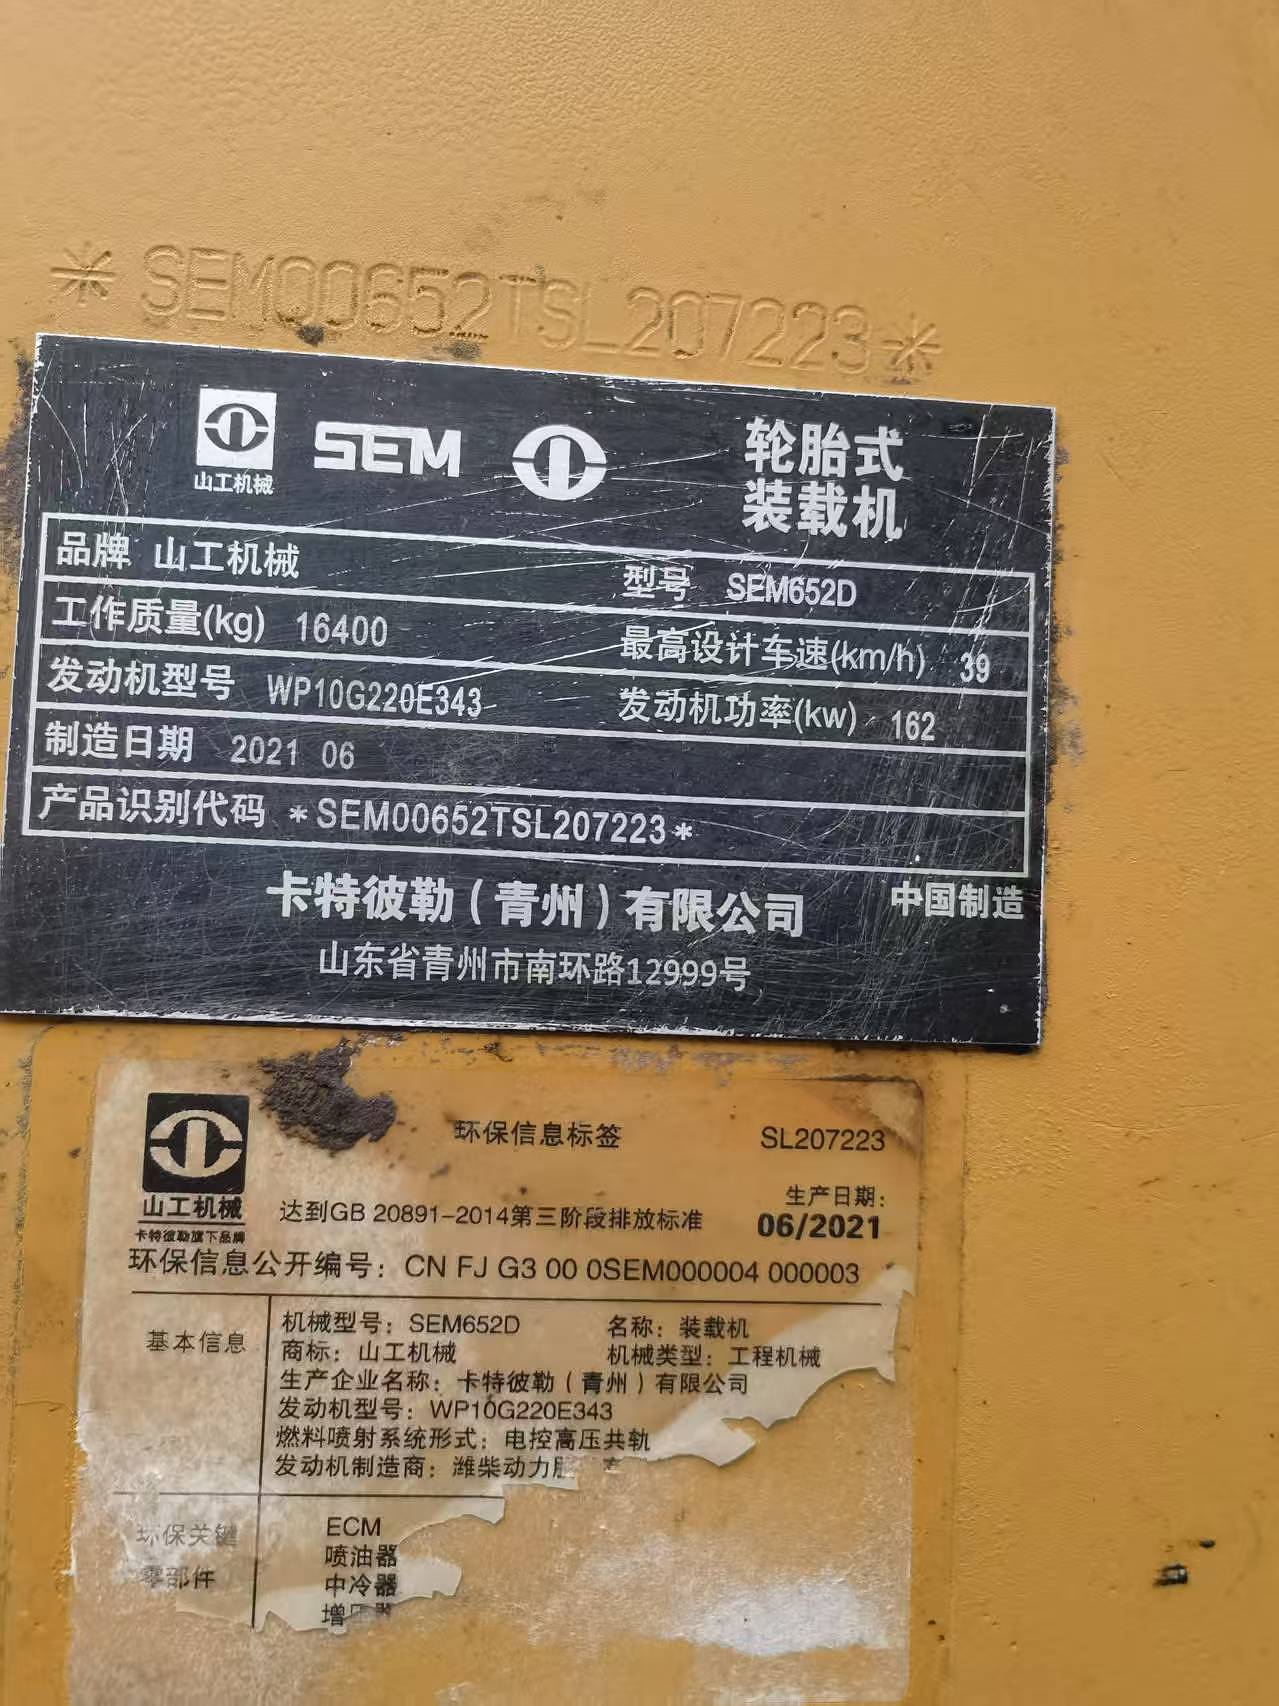 *SEM00652TSL207223*
山工机械
SEM
轮胎式
装载机
品牌 山工机械 型号 SEM652D
工作质量(kg) 16400 最高设计车速(km/h) 39
发动机型号 WP10G220E343 发动机功率(kw) 162
制造日期 2021 06
产品识别代码 *SEM00652TSL207223*
卡特彼勒（青州）有限公司 中国制造
山东省青州市南环路12999号
环保信息标签 SL207223
山工机械
卡特彼勒旗下品牌
达到GB 20891-2014第三阶段排放标准
生产日期：
06/2021
环保信息公开编号：CN FJ G3 00 0SEM000004 000003
基本信息
机械型号：SEM652D 名称：装载机
商标：山工机械 机械类型：工程机械
生产企业名称：卡特彼勒（青州）有限公司
发动机型号：WP10G220E343
燃料喷射系统形式：电控高压共轨
发动机制造商：潍柴动力
环保关键
零部件
ECM
喷油器
中冷器
增压器